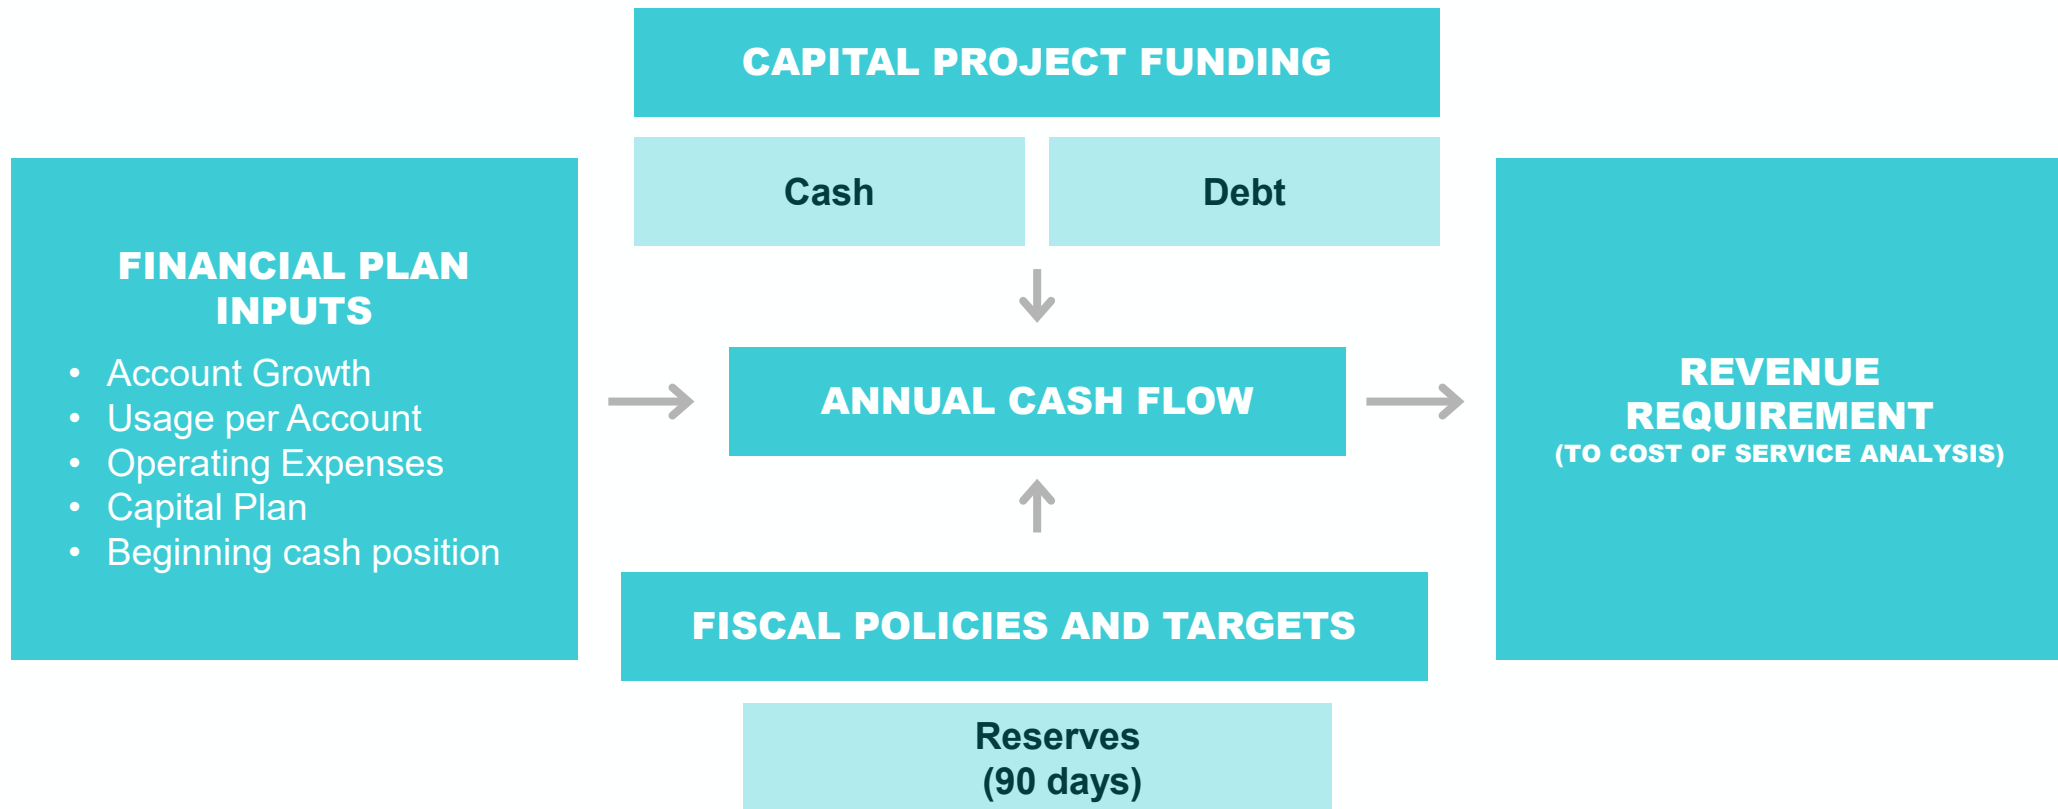 CAPITAL PROJECT FUNDING
Cash
Debt
FINANCIAL PLAN
INPUTS
• Account Growth
• Usage per Account
• Operating Expenses
• Capital Plan
• Beginning cash position
ANNUAL CASH FLOW
REVENUE
REQUIREMENT
(TO COST OF SERVICE ANALYSIS)
FISCAL POLICIES AND TARGETS
Reserves
(90 days)